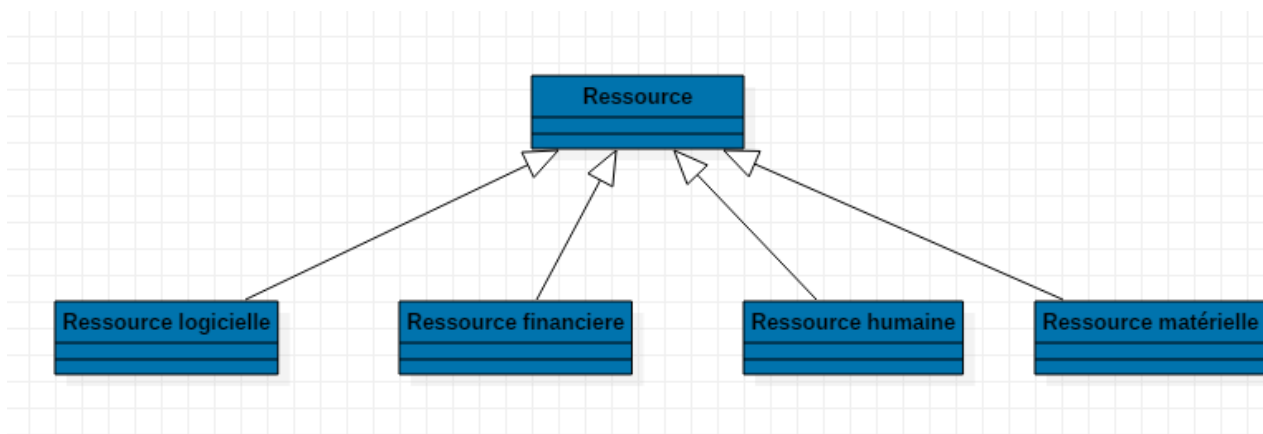 Ressource
Ressource logicielle
Ressource financiere
Ressource humaine
Ressource matérielle